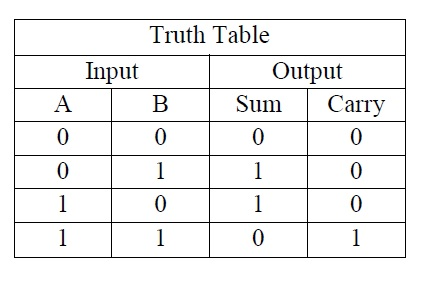 Truth Table
Input Output
A B Sum Carry
0 0 0 0
0 1 1 0
1 0 1 0
1 1 0 1